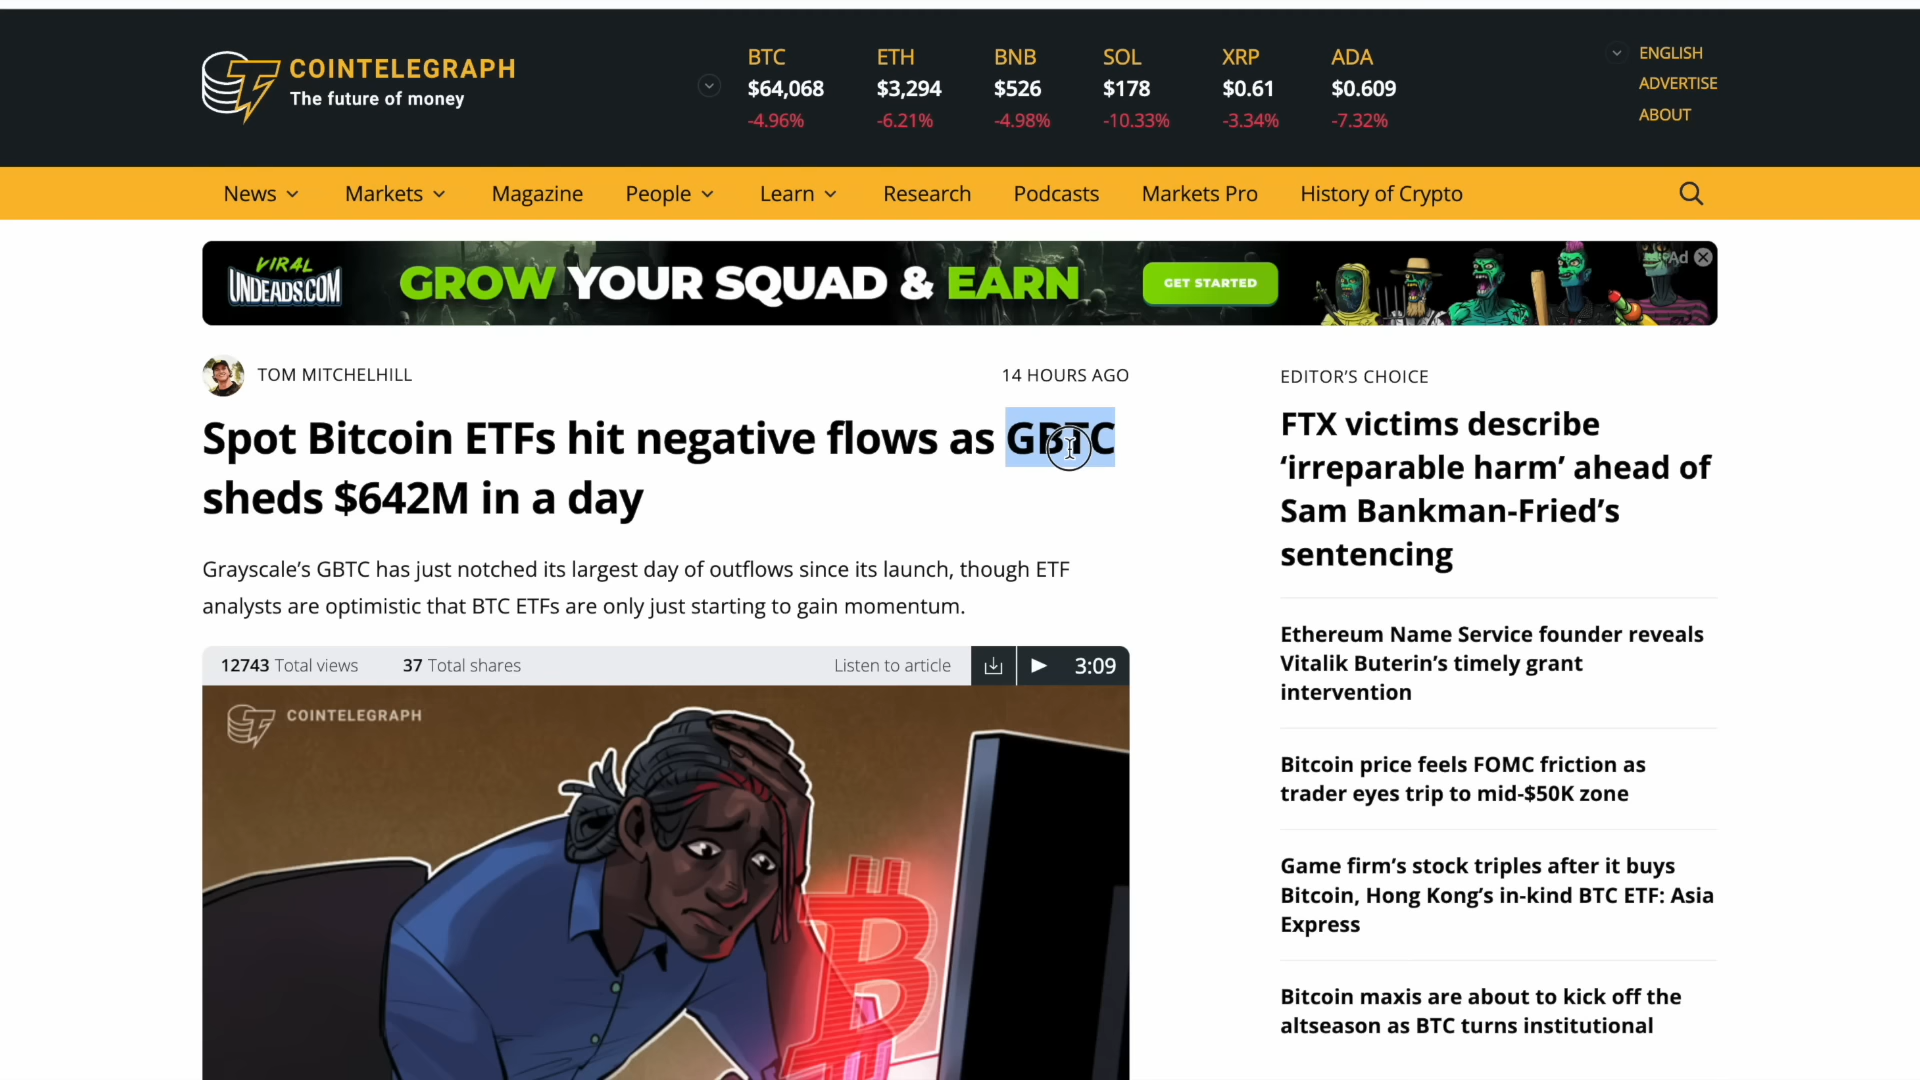 COINTELEGRAPH
The future of money
BTC
$64,068
-4.96%
ETH
$3,294
-6.21%
BNB
$526
-4.98%
SOL
$178
-10.33%
XRP
$0.61
-3.34%
ADA
$0.609
-7.32%
ENGLISH
ADVERTISE
ABOUT
News Markets Magazine People Learn Research Podcasts Markets Pro History of Crypto
VIRAL
UNDEADS.COM
GROW YOUR SQUAD & EARN
GET STARTED
Ad
TOM MITCHELHILL
14 HOURS AGO
Spot Bitcoin ETFs hit negative flows as GBTC
sheds $642M in a day
Grayscale’s GBTC has just notched its largest day of outflows since its launch, though ETF
analysts are optimistic that BTC ETFs are only just starting to gain momentum.
12743 Total views 37 Total shares Listen to article 3:09
COINTELEGRAPH
EDITOR’S CHOICE
FTX victims describe
‘irreparable harm’ ahead of
Sam Bankman-Fried’s
sentencing
Ethereum Name Service founder reveals
Vitalik Buterin’s timely grant
intervention
Bitcoin price feels FOMC friction as
trader eyes trip to mid-$50K zone
Game firm’s stock triples after it buys
Bitcoin, Hong Kong’s in-kind BTC ETF: Asia
Express
Bitcoin maxis are about to kick off the
altseason as BTC turns institutional